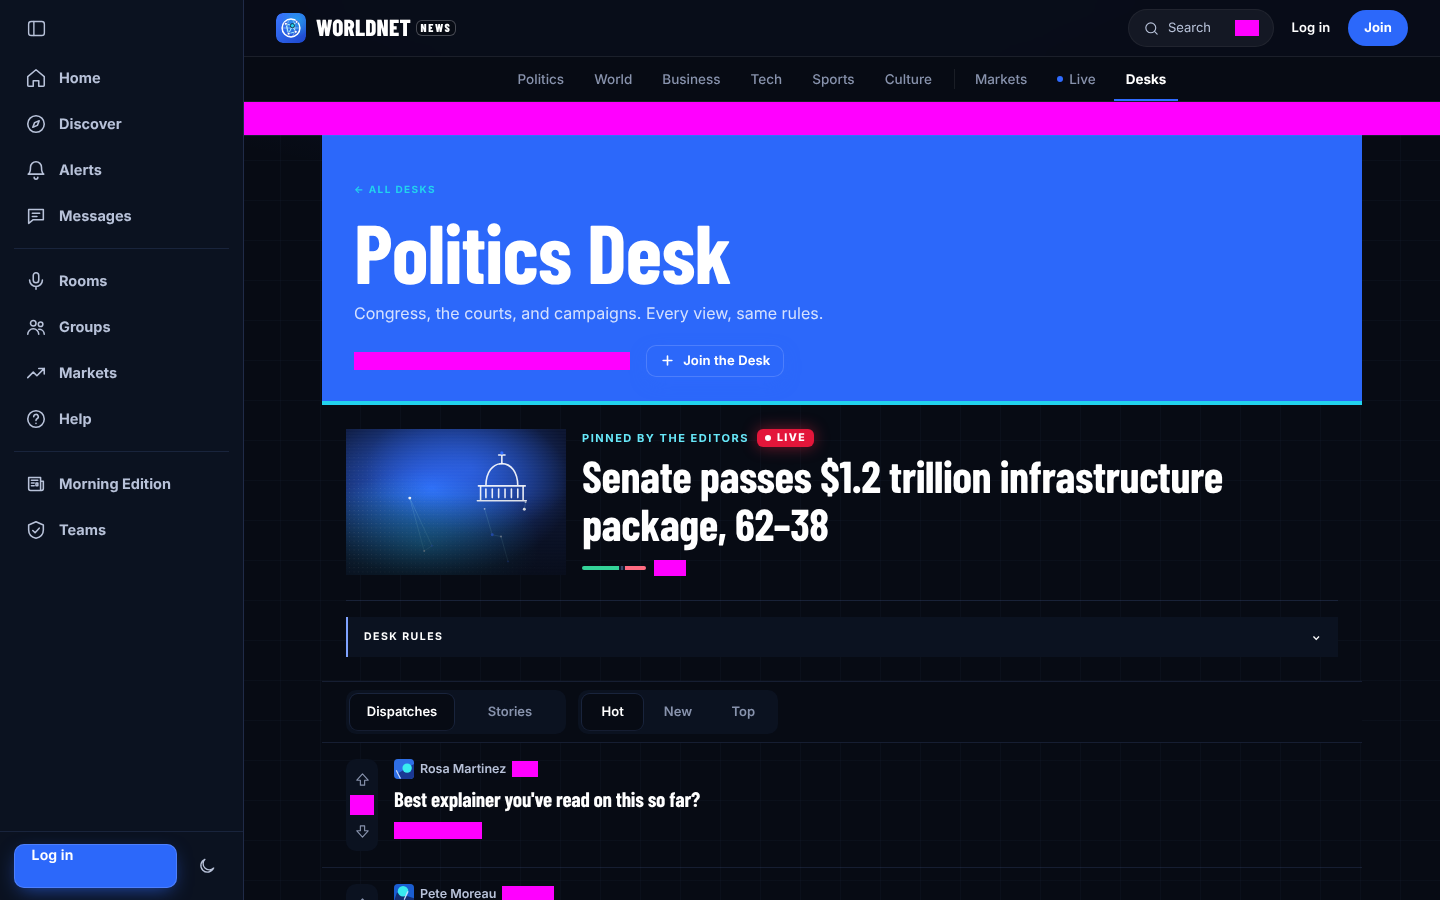 Home
Discover
Alerts
Messages
Rooms
Groups
Markets
Help
Morning Edition
Teams
Log in
WORLDNET NEWS
Search
Log in
Join
Politics
World
Business
Tech
Sports
Culture
Markets
Live
Desks
← ALL DESKS
Politics Desk
Congress, the courts, and campaigns. Every view, same rules.
Join the Desk
PINNED BY THE EDITORS
LIVE
Senate passes $1.2 trillion infrastructure
package, 62–38
DESK RULES
Dispatches
Stories
Hot
New
Top
Rosa Martinez
Best explainer you've read on this so far?
Pete Moreau